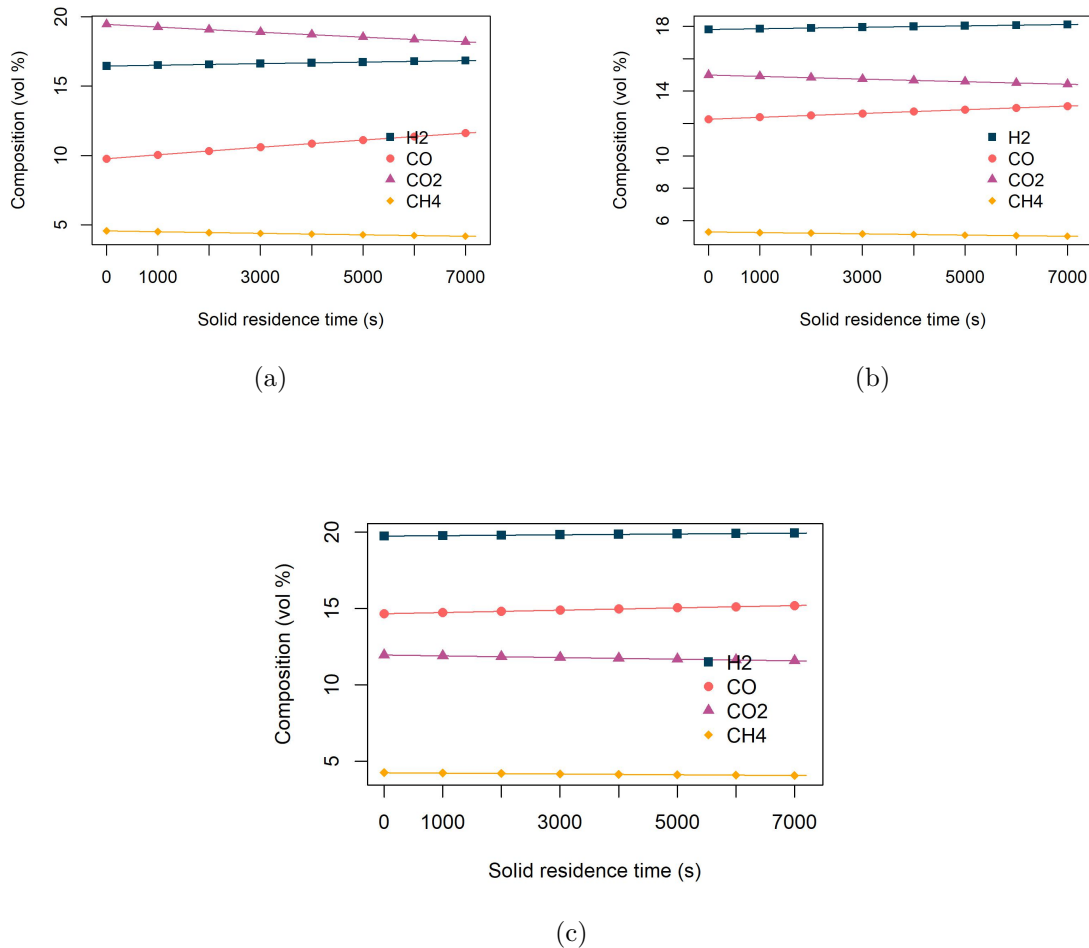 Composition (vol %)
20
15
10
5
H2
CO
CO2
CH4
0 1000 3000 5000 7000
Solid residence time (s)
(a)
Composition (vol %)
18
14
10
6
H2
CO
CO2
CH4
0 1000 3000 5000 7000
Solid residence time (s)
(b)
Composition (vol %)
20
15
10
5
H2
CO
CO2
CH4
0 1000 3000 5000 7000
Solid residence time (s)
(c)